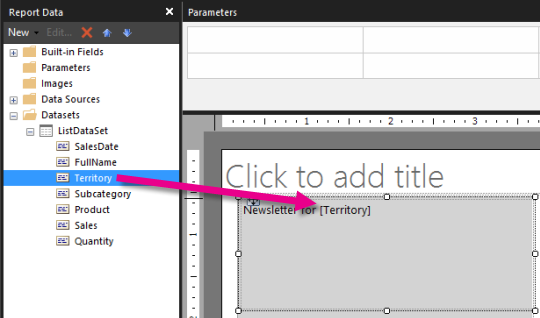 Report Data
New
Edit...
Built-in Fields
Parameters
Images
Data Sources
Datasets
ListDataSet
SalesDate
FullName
Territory
Subcategory
Product
Sales
Quantity
Parameters
1 2 3
Click to add title
Newsletter for [Territory]